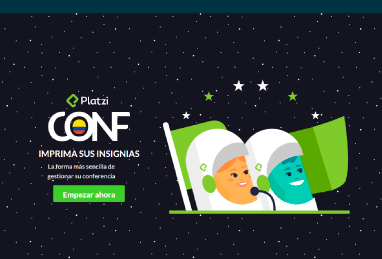 Platzi
CONF
IMPRIMA SUS INSIGNIAS
La forma más sencilla de
gestionar su conferencia
Empezar ahora